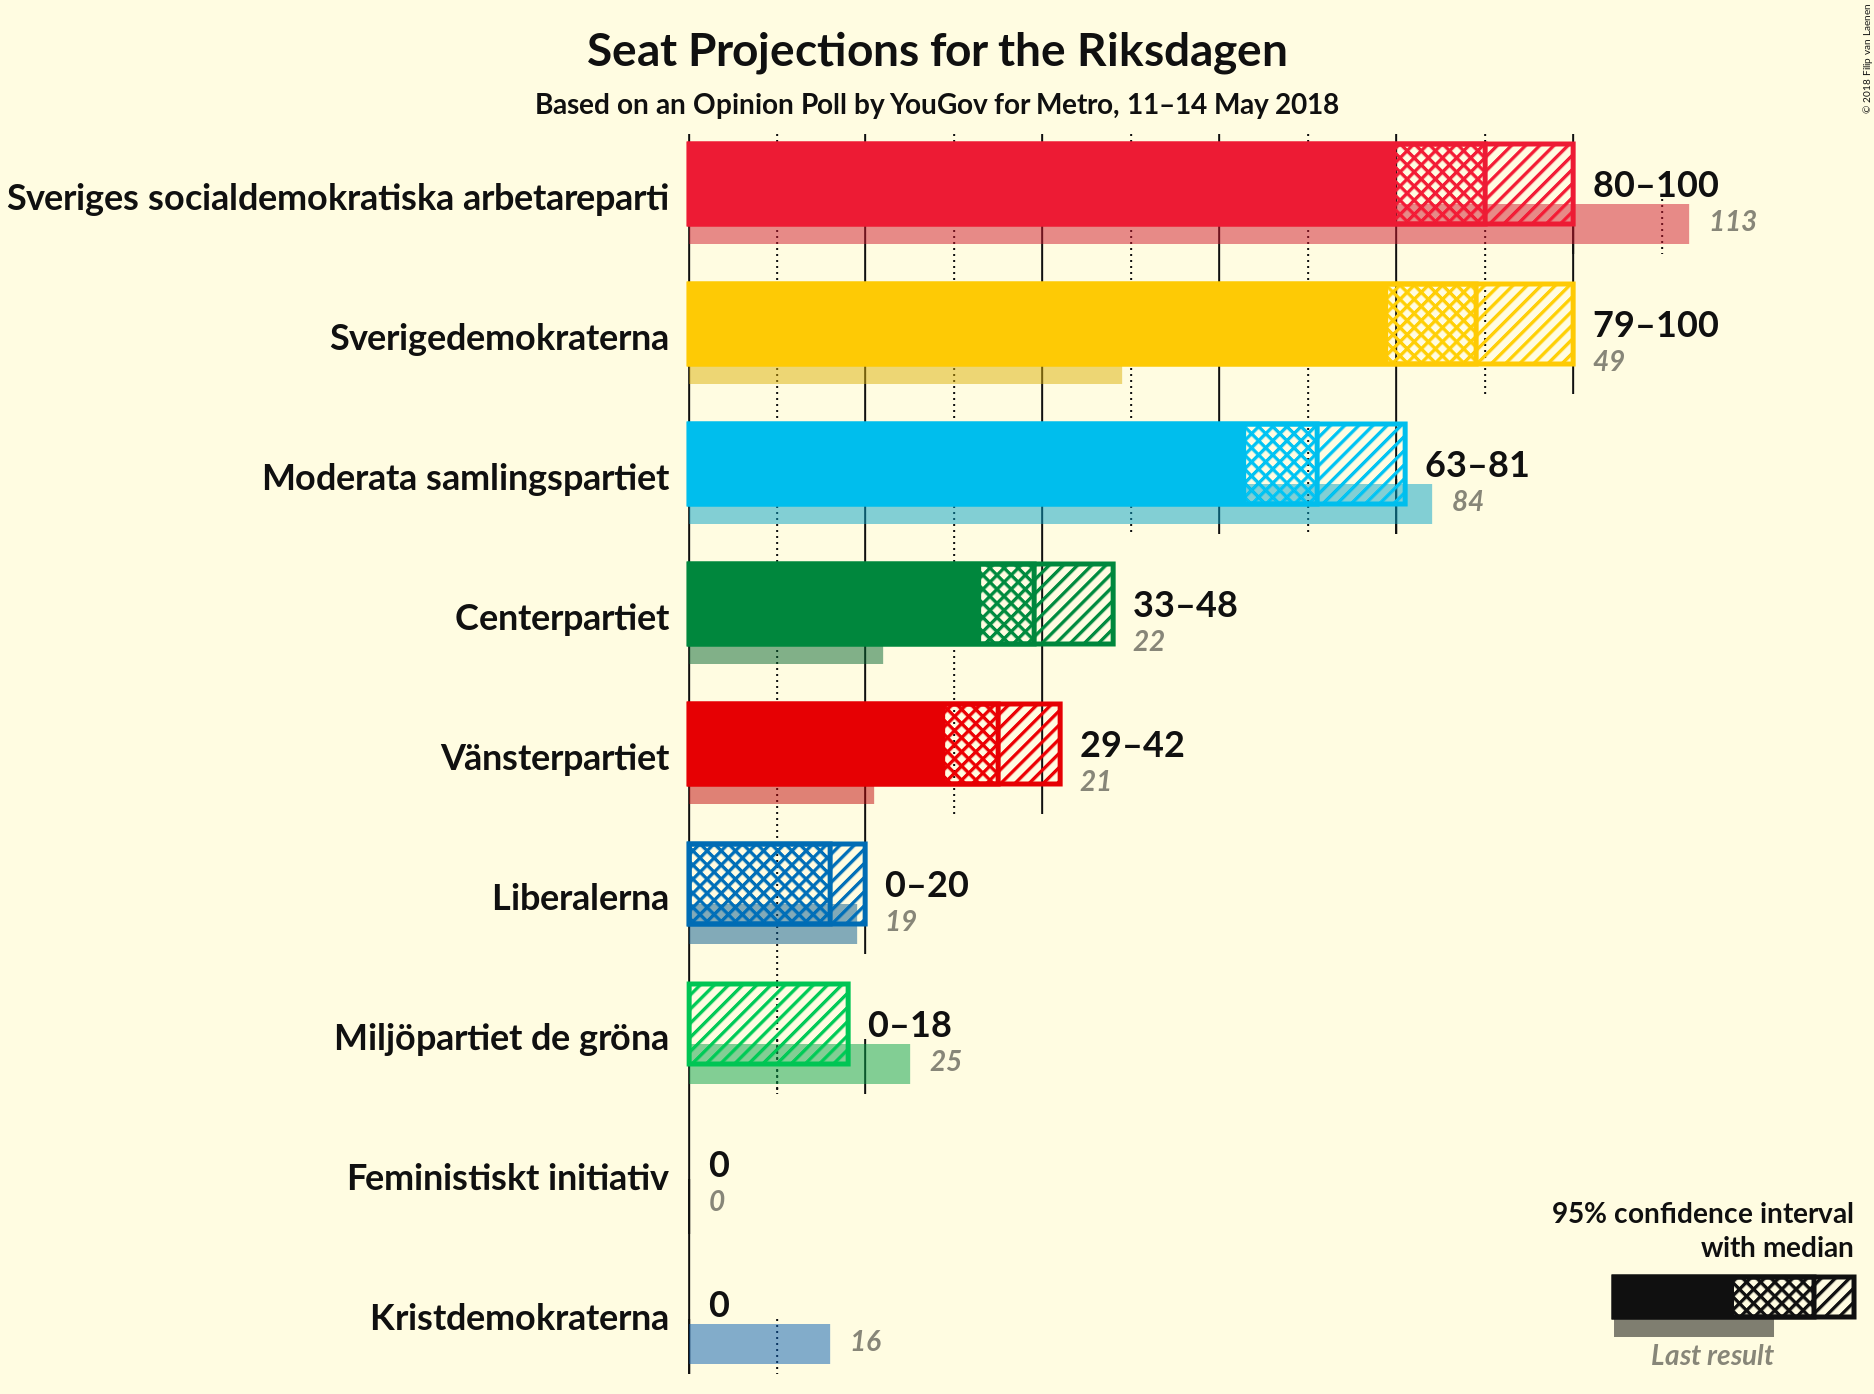 Seat Projections for the Riksdagen
Based on an Opinion Poll by YouGov for Metro, 11–14 May 2018
© 2018 Filip van Laenen
Sveriges socialdemokratiska arbetareparti
80–100
113
Sverigedemokraterna
79–100
49
Moderata samlingspartiet
63–81
84
Centerpartiet
33–48
22
Vänsterpartiet
29–42
21
Liberalerna
0–20
19
Miljöpartiet de gröna
0–18
25
Feministiskt initiativ
0
0
Kristdemokraterna
0
16
95% confidence interval
with median
Last result